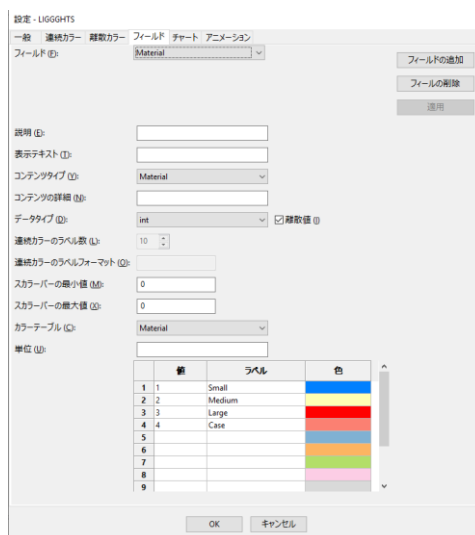 設定 - LIGGGHTS
一般 連続カラー 離散カラー フィールド チャート アニメーション
フィールド (F): Material
フィールドの追加
フィールの削除
適用
説明 (E):
表示テキスト (T):
コンテンツタイプ (Y): Material
コンテンツの詳細 (N):
データタイプ (D): int 離散値 (I)
連続カラーのラベル数 (L): 10
連続カラーのラベルフォーマット (O):
スカラーバーの最小値 (M): 0
スカラーバーの最大値 (X): 0
カラーテーブル (C): Material
単位 (U):
値 ラベル 色
1 1 Small
2 2 Medium
3 3 Large
4 4 Case
5
6
7
8
9
OK キャンセル